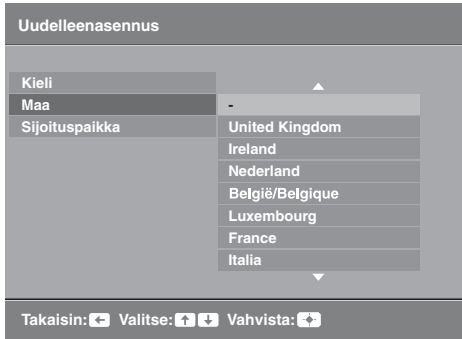 Uudelleenasennus
Kieli
Maa
-
Sijoituspaikka
United Kingdom
Ireland
Nederland
België/Belgique
Luxembourg
France
Italia
Takaisin: Valitse: Vahvista: